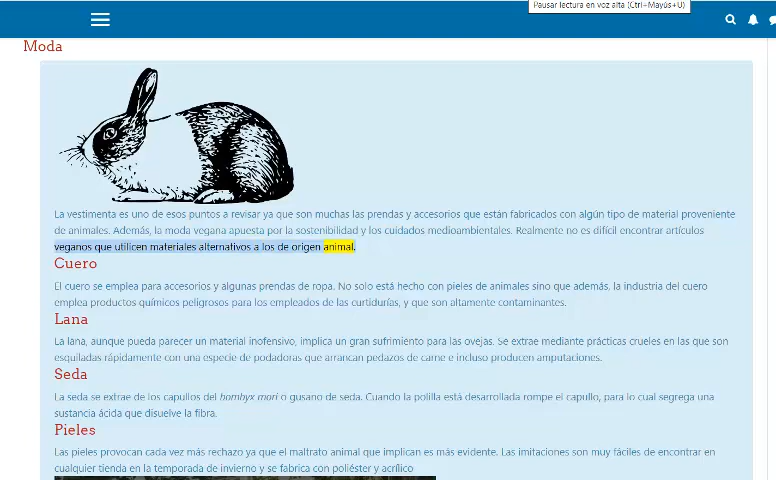 Pausar lectura en voz alta (Ctrl+Mayús+U)
Moda
La vestimenta es uno de esos puntos a revisar ya que son muchas las prendas y accesorios que están fabricados con algún tipo de material proveniente
de animales. Además, la moda vegana apuesta por la sostenibilidad y los cuidados medioambientales. Realmente no es difícil encontrar artículos
veganos que utilicen materiales alternativos a los de origen animal.
Cuero
El cuero se emplea para accesorios y algunas prendas de ropa. No solo está hecho con pieles de animales sino que además, la industria del cuero
emplea productos químicos peligrosos para los empleados de las curtidurías, y que son altamente contaminantes.
Lana
La lana, aunque pueda parecer un material inofensivo, implica un gran sufrimiento para las ovejas. Se extrae mediante prácticas crueles en las que son
esquiladas rápidamente con una especie de podadoras que arrancan pedazos de carne e incluso producen amputaciones.
Seda
La seda se extrae de los capullos del bombyx mori o gusano de seda. Cuando la polilla está desarrollada rompe el capullo, para lo cual segrega una
sustancia ácida que disuelve la fibra.
Pieles
Las pieles provocan cada vez más rechazo ya que el maltrato animal que implican es más evidente. Las imitaciones son muy fáciles de encontrar en
cualquier tienda en la temporada de invierno y se fabrica con poliéster y acrílico